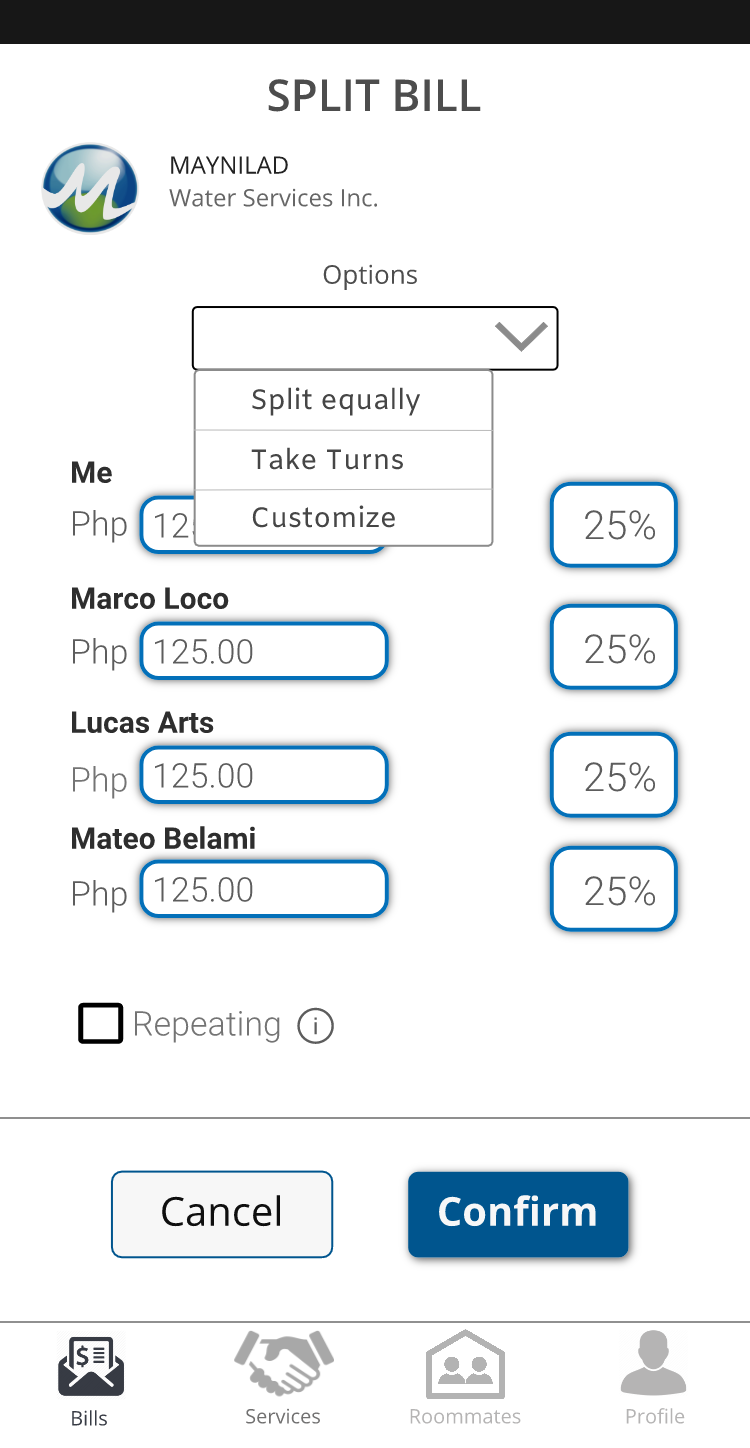 SPLIT BILL
MAYNILAD
Water Services Inc.
Options
Split equally
Take Turns
Customize
Me
Php 12
25%
Marco Loco
Php 125.00
25%
Lucas Arts
Php 125.00
25%
Mateo Belami
Php 125.00
25%
Repeating
Cancel
Confirm
Bills
Services
Roommates
Profile